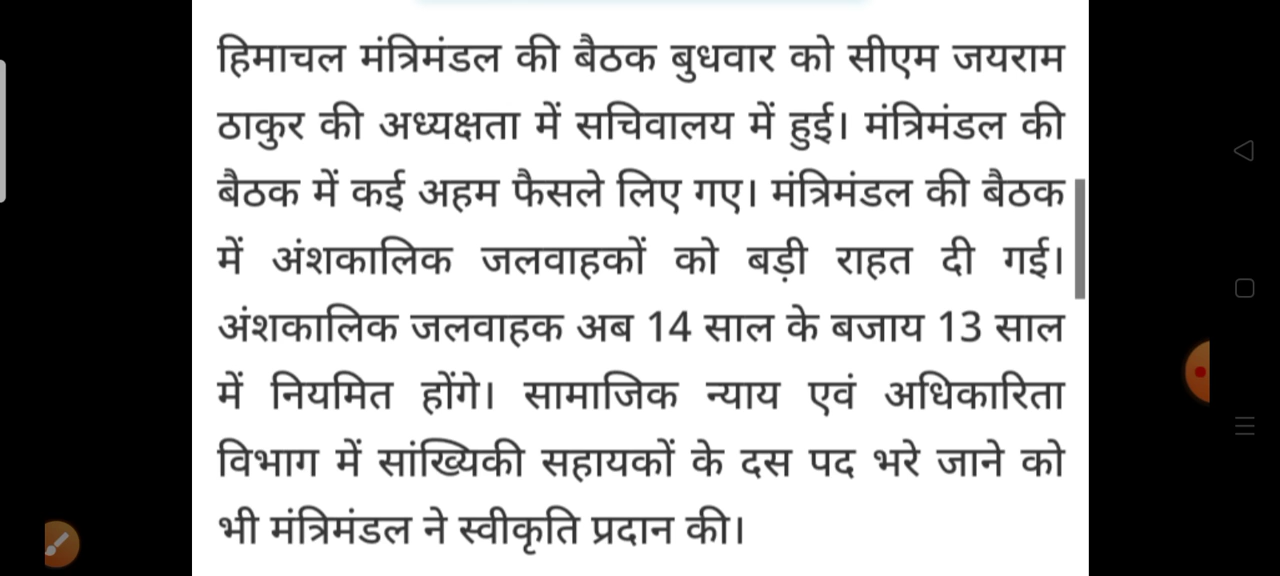 हिमाचल मंत्रिमंडल की बैठक बुधवार को सीएम जयराम
ठाकुर की अध्यक्षता में सचिवालय में हुई। मंत्रिमंडल की
बैठक में कई अहम फैसले लिए गए। मंत्रिमंडल की बैठक
में अंशकालिक जलवाहकों को बड़ी राहत दी गई।
अंशकालिक जलवाहक अब 14 साल के बजाय 13 साल
में नियमित होंगे। सामाजिक न्याय एवं अधिकारिता
विभाग में सांख्यिकी सहायकों के दस पद भरे जाने को
भी मंत्रिमंडल ने स्वीकृति प्रदान की।